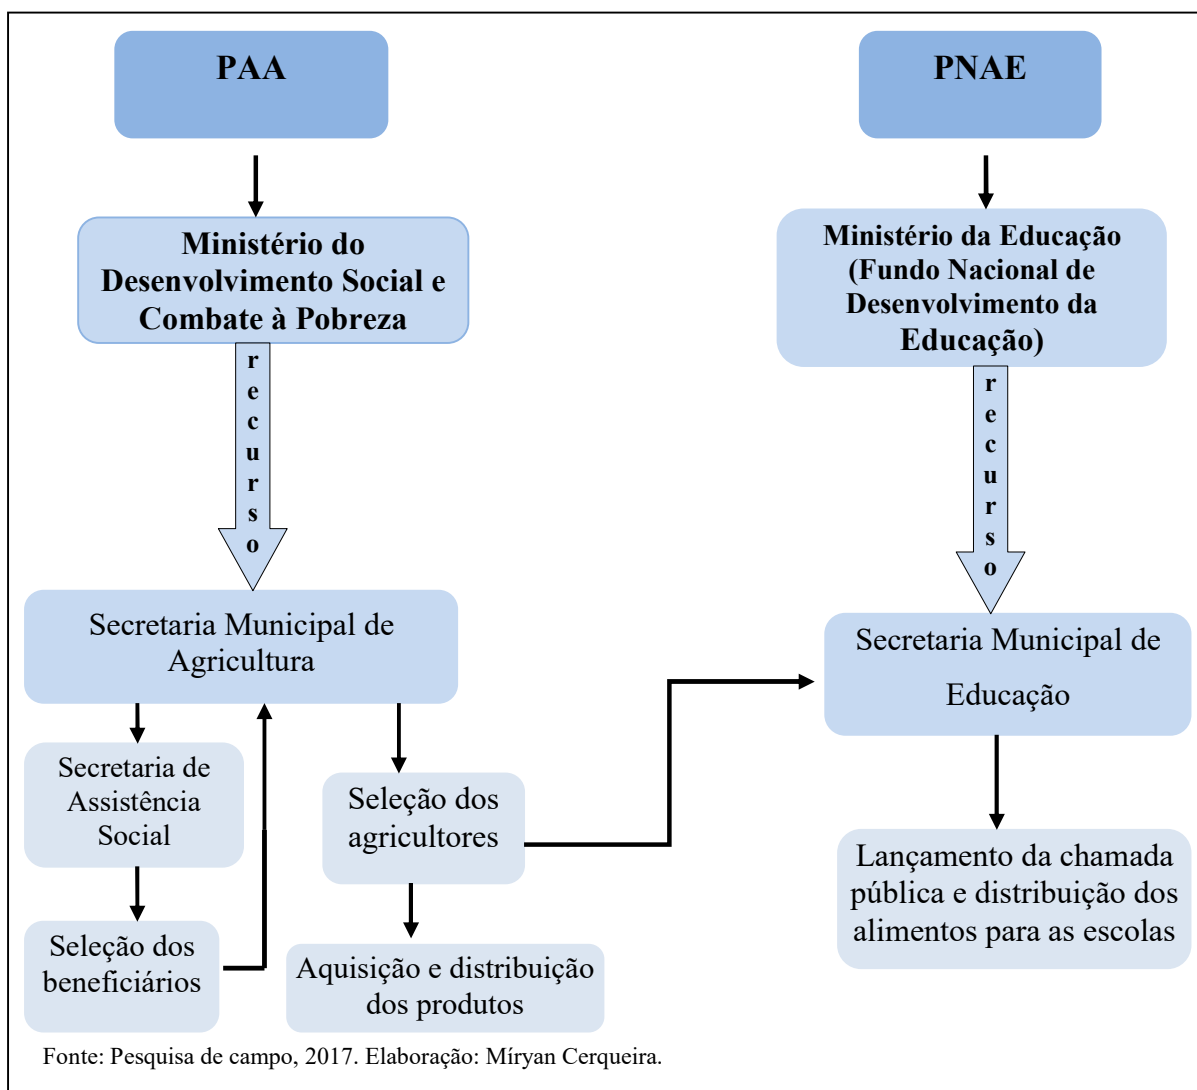 PAA
Ministério do
Desenvolvimento Social e
Combate à Pobreza
recurso
Secretaria Municipal de
Agricultura
Secretaria de
Assistência
Social
Seleção dos
beneficiários
Seleção dos
agricultores
Aquisição e distribuição
dos produtos
PNAE
Ministério da Educação
(Fundo Nacional de
Desenvolvimento da
Educação)
recurso
Secretaria Municipal de
Educação
Lançamento da chamada
pública e distribuição dos
alimentos para as escolas
Fonte: Pesquisa de campo, 2017. Elaboração: Míryan Cerqueira.